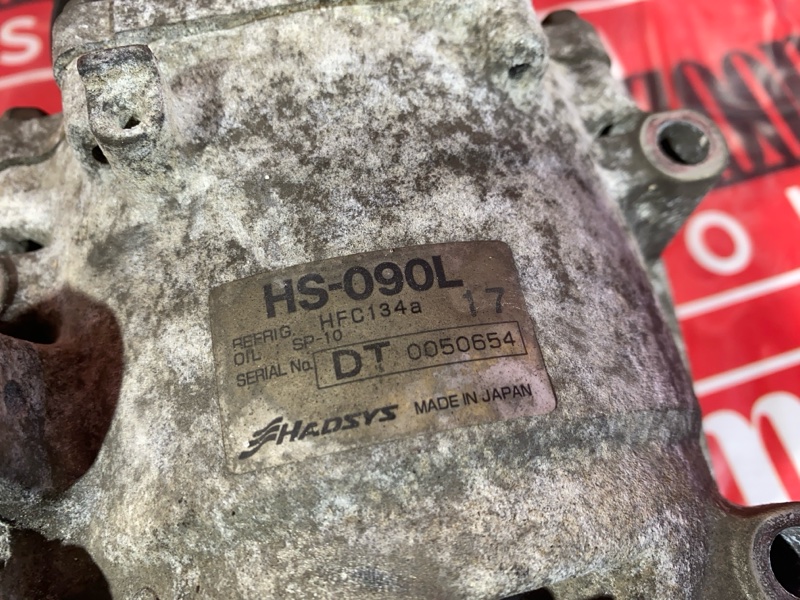 HS-090L
REFRIG. HFC134a 17
OIL SP-10
SERIAL No. DT 0050654
HADSYS MADE IN JAPAN